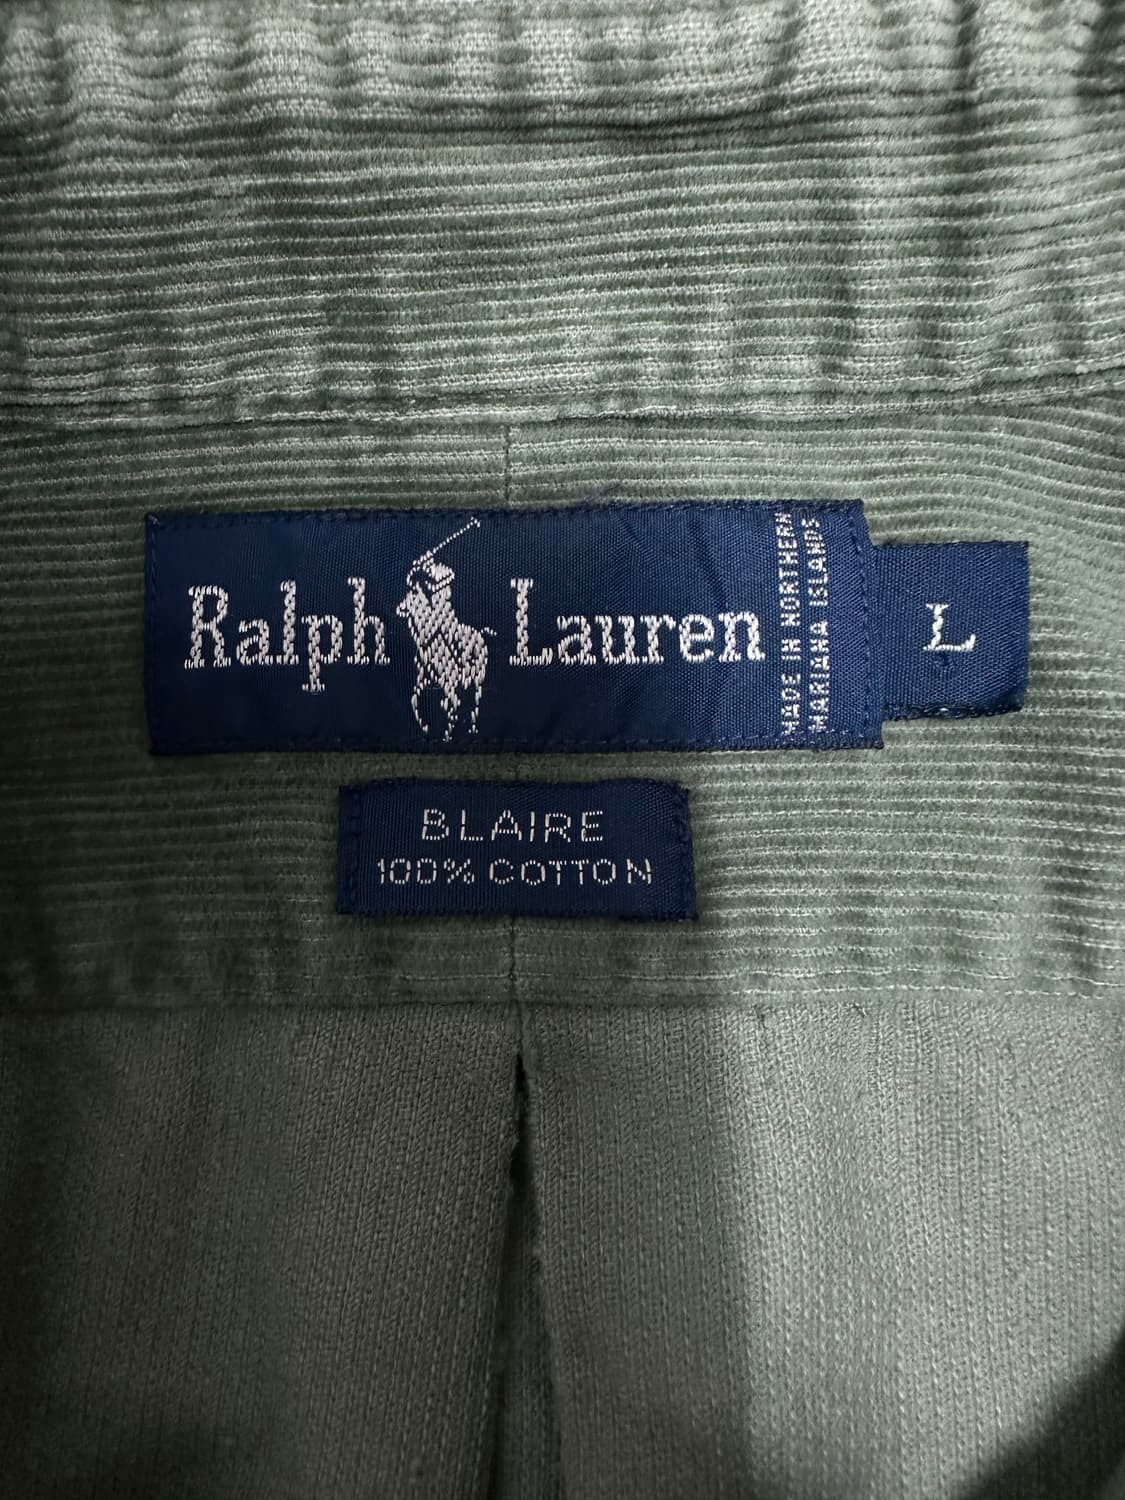 Ralph Lauren
MADE IN NORTHERN
MARIANA ISLANDS
L
BLAIRE
100% COTTON